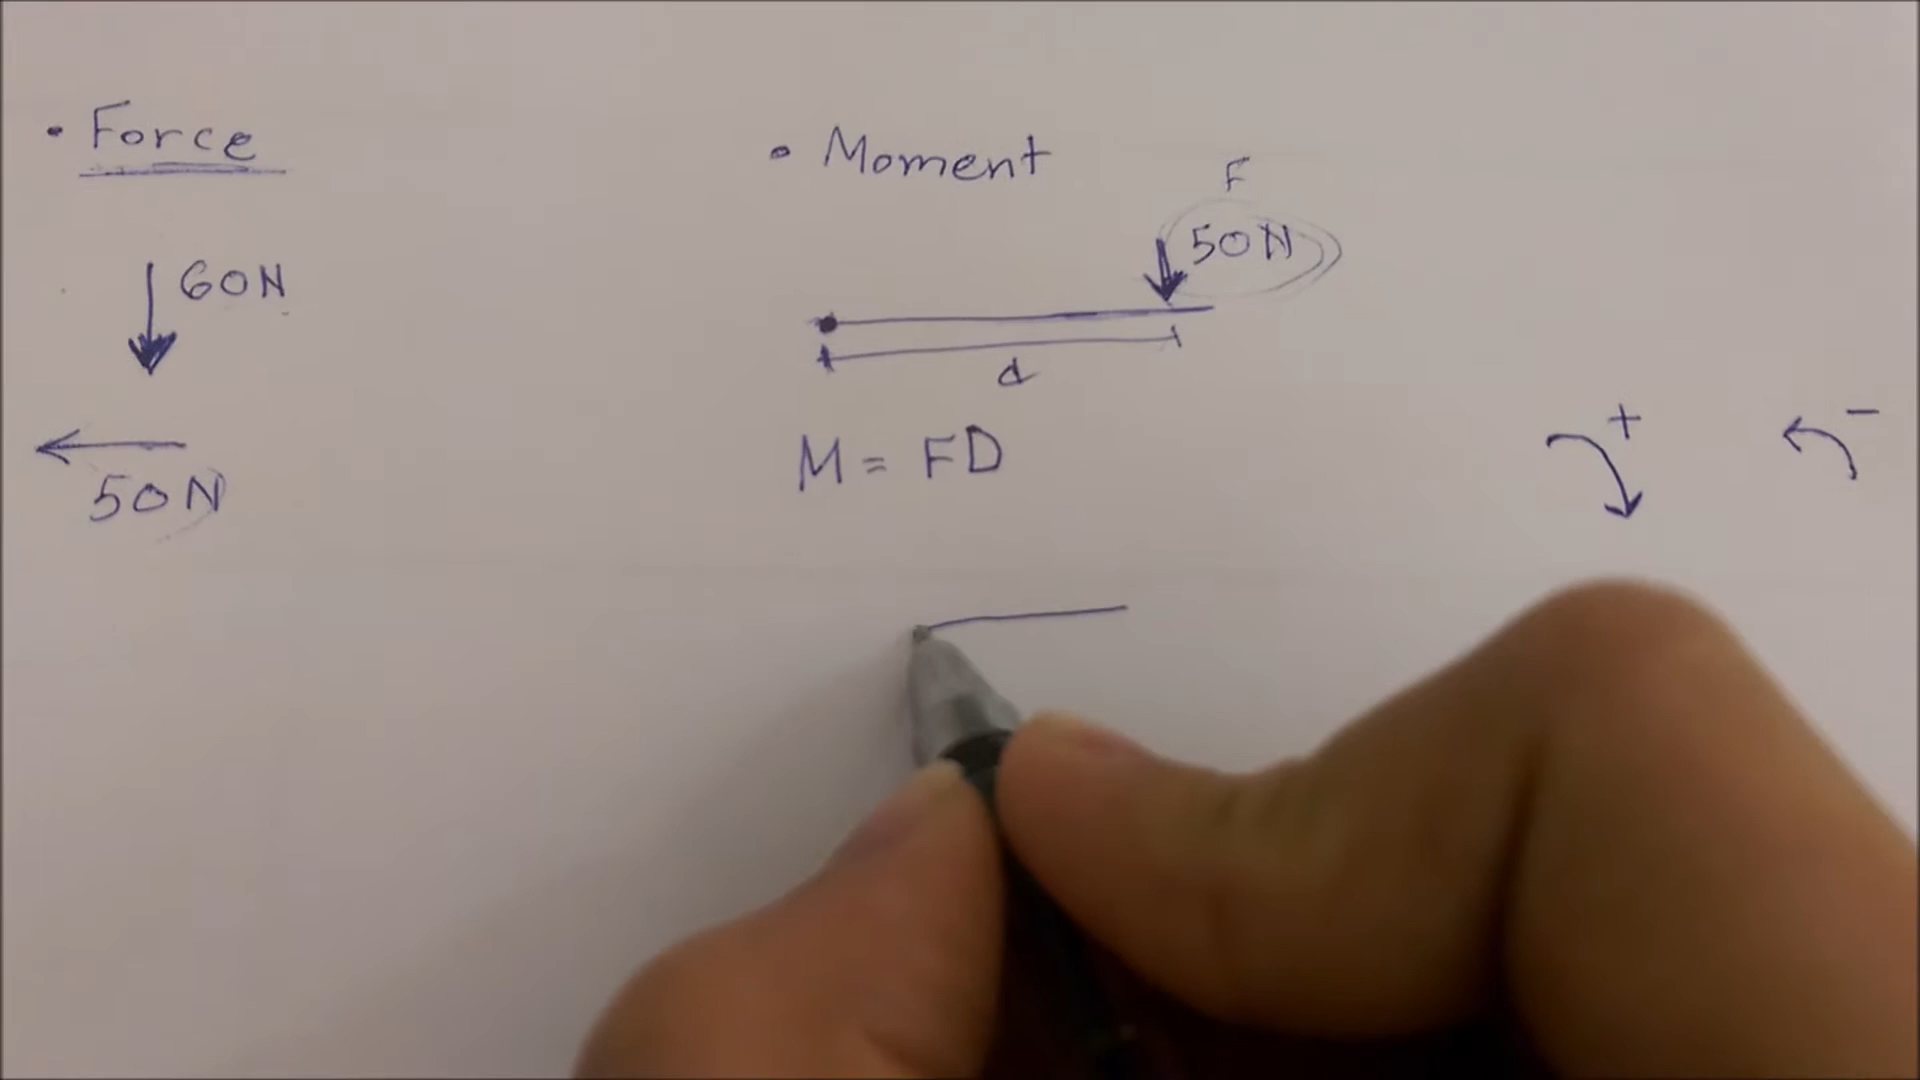 • Force
60N
50N
• Moment
F
50N
d
M = FD
+
-